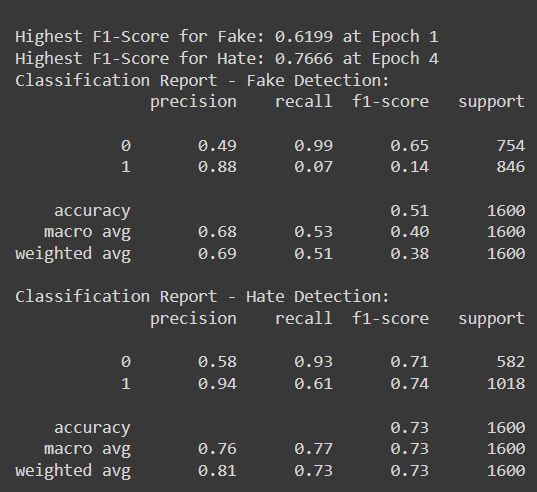 Highest F1-Score for Fake: 0.6199 at Epoch 1
Highest F1-Score for Hate: 0.7666 at Epoch 4
Classification Report - Fake Detection:
precision recall f1-score support
0 0.49 0.99 0.65 754
1 0.88 0.07 0.14 846
accuracy 0.51 1600
macro avg 0.68 0.53 0.40 1600
weighted avg 0.69 0.51 0.38 1600
Classification Report - Hate Detection:
precision recall f1-score support
0 0.58 0.93 0.71 582
1 0.94 0.61 0.74 1018
accuracy 0.73 1600
macro avg 0.76 0.77 0.73 1600
weighted avg 0.81 0.73 0.73 1600